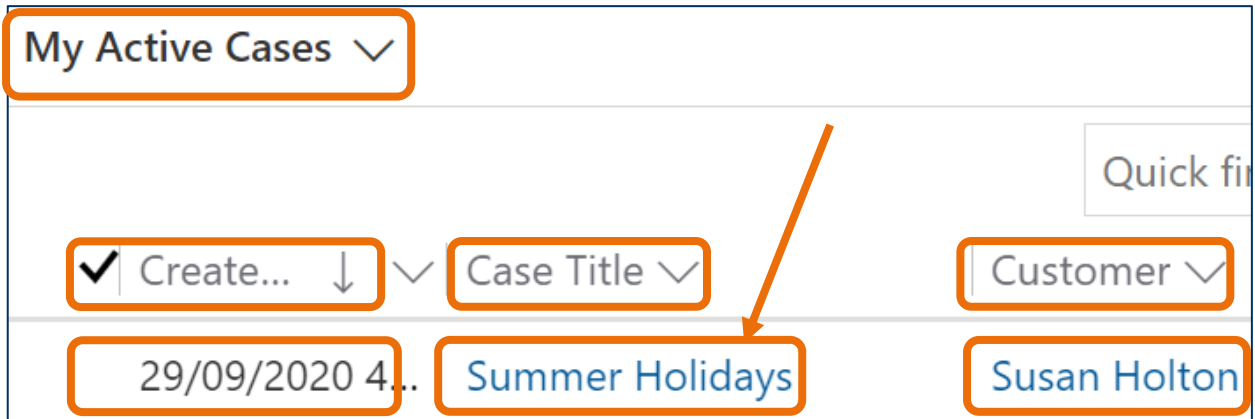 My Active Cases
Quick fi
Create... Case Title Customer
29/09/2020 4... Summer Holidays Susan Holton